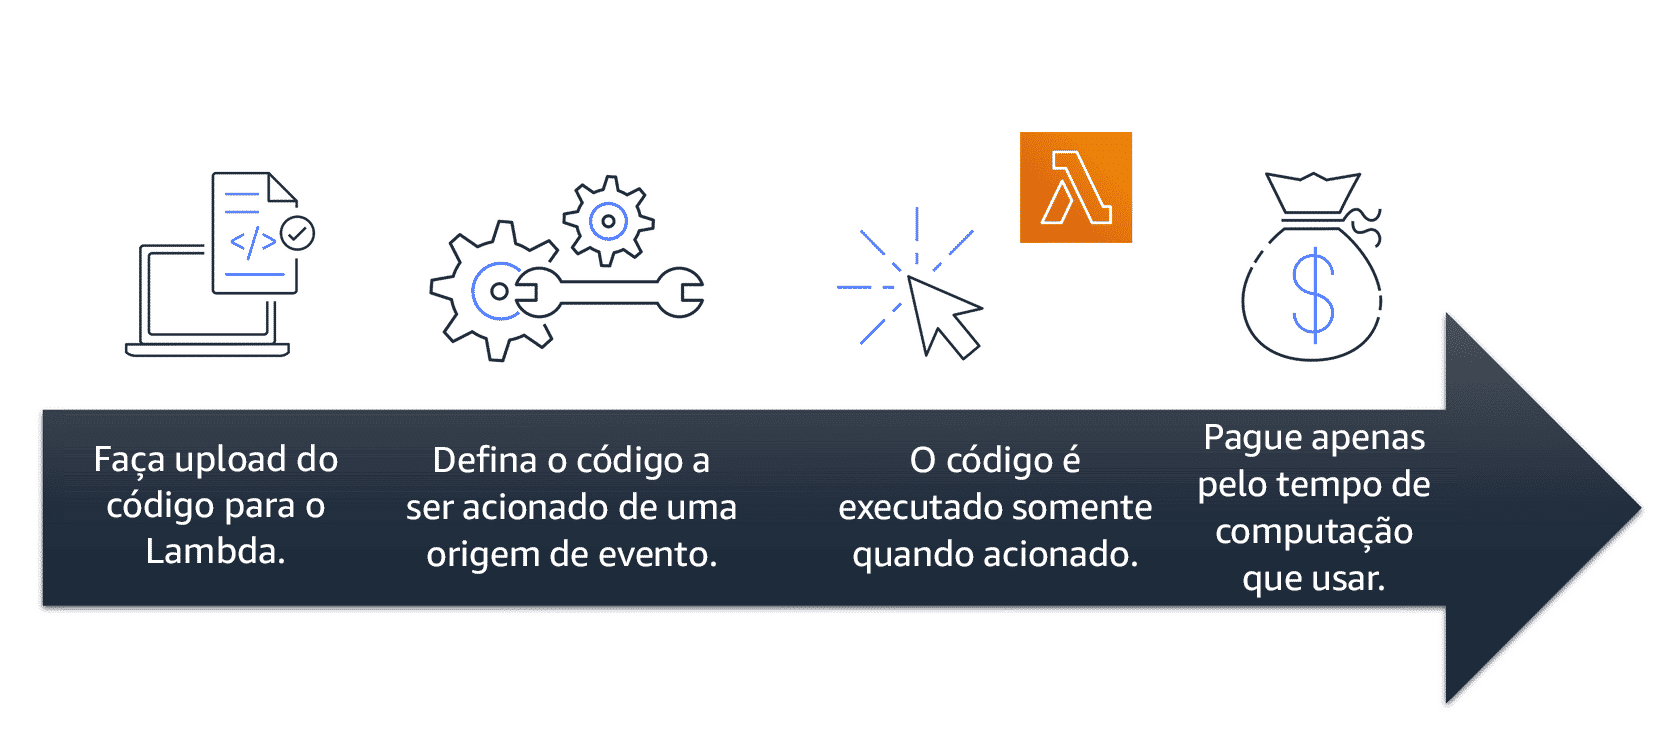 Faça upload do
código para o
Lambda.
Defina o código a
ser acionado de uma
origem de evento.
O código é
executado somente
quando acionado.
Pague apenas
pelo tempo de
computação
que usar.